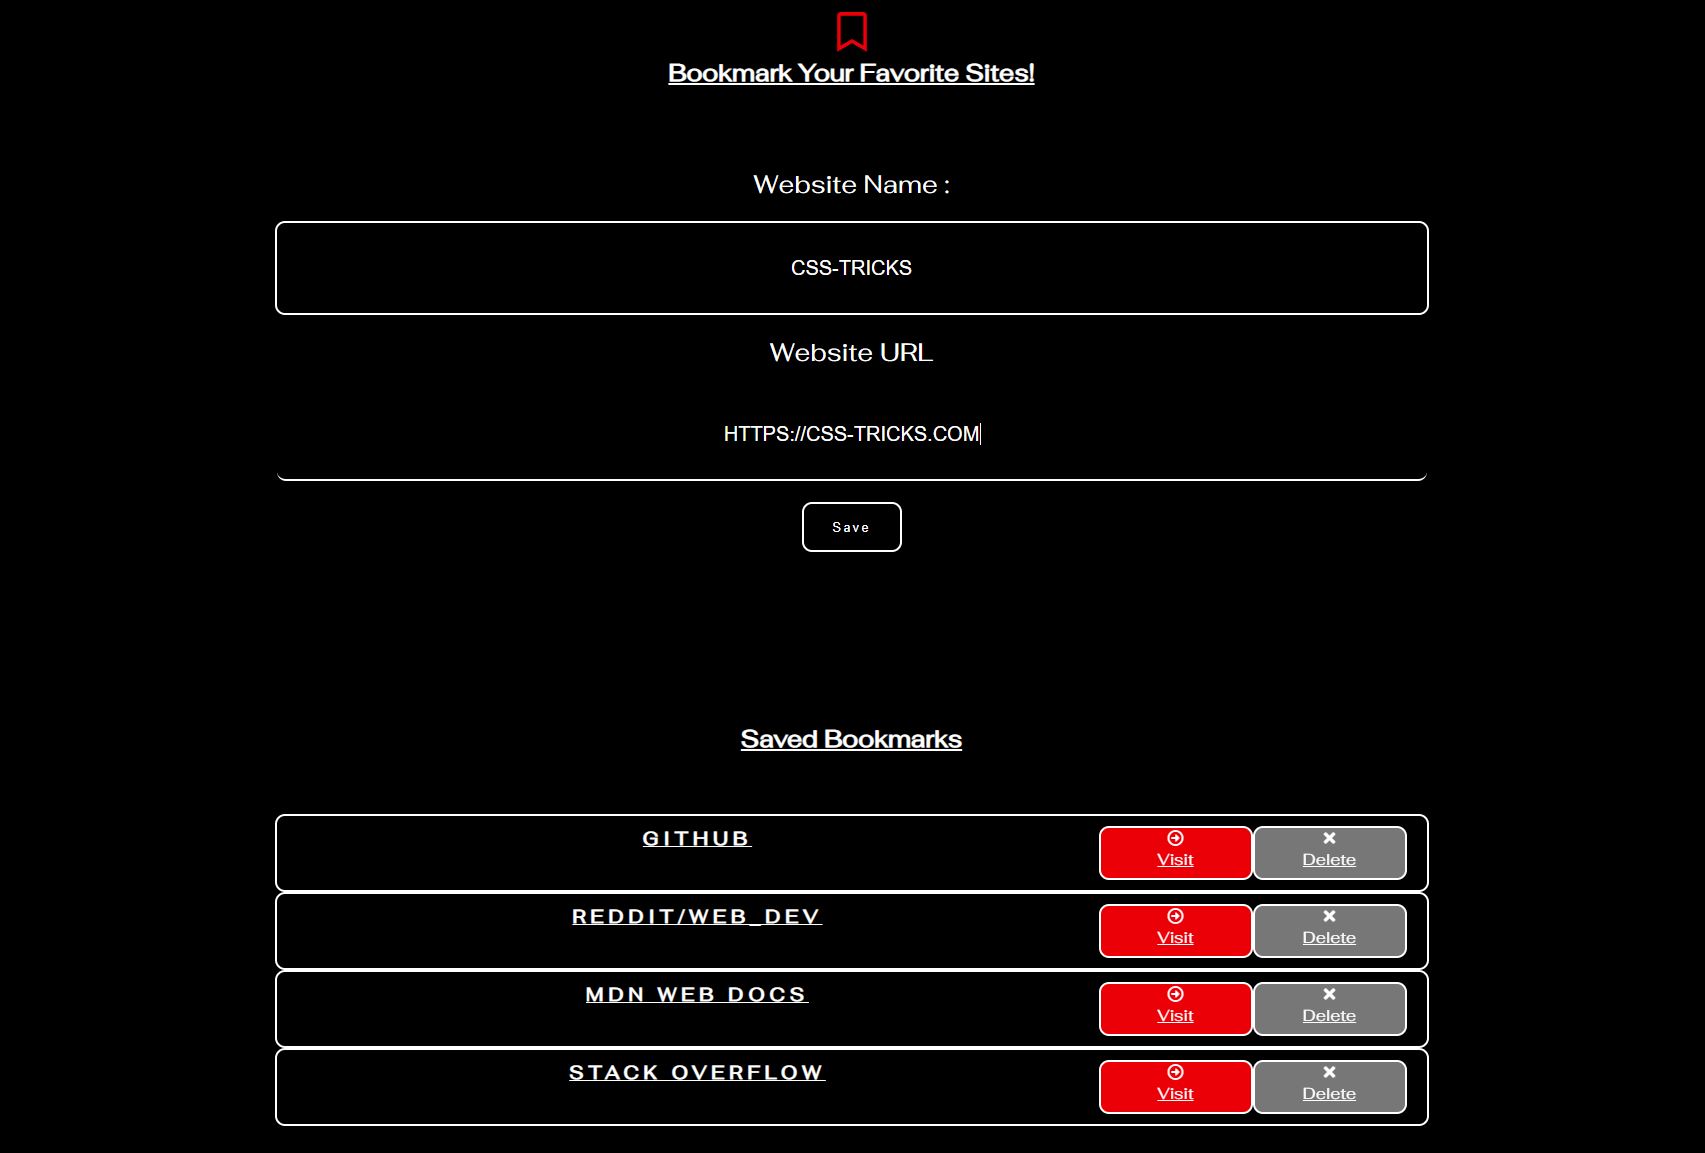 Bookmark Your Favorite Sites!
Website Name :
CSS-TRICKS
Website URL
HTTPS://CSS-TRICKS.COM
Save
Saved Bookmarks
GITHUB
Visit
Delete
REDDIT/WEB_DEV
Visit
Delete
MDN WEB DOCS
Visit
Delete
STACK OVERFLOW
Visit
Delete